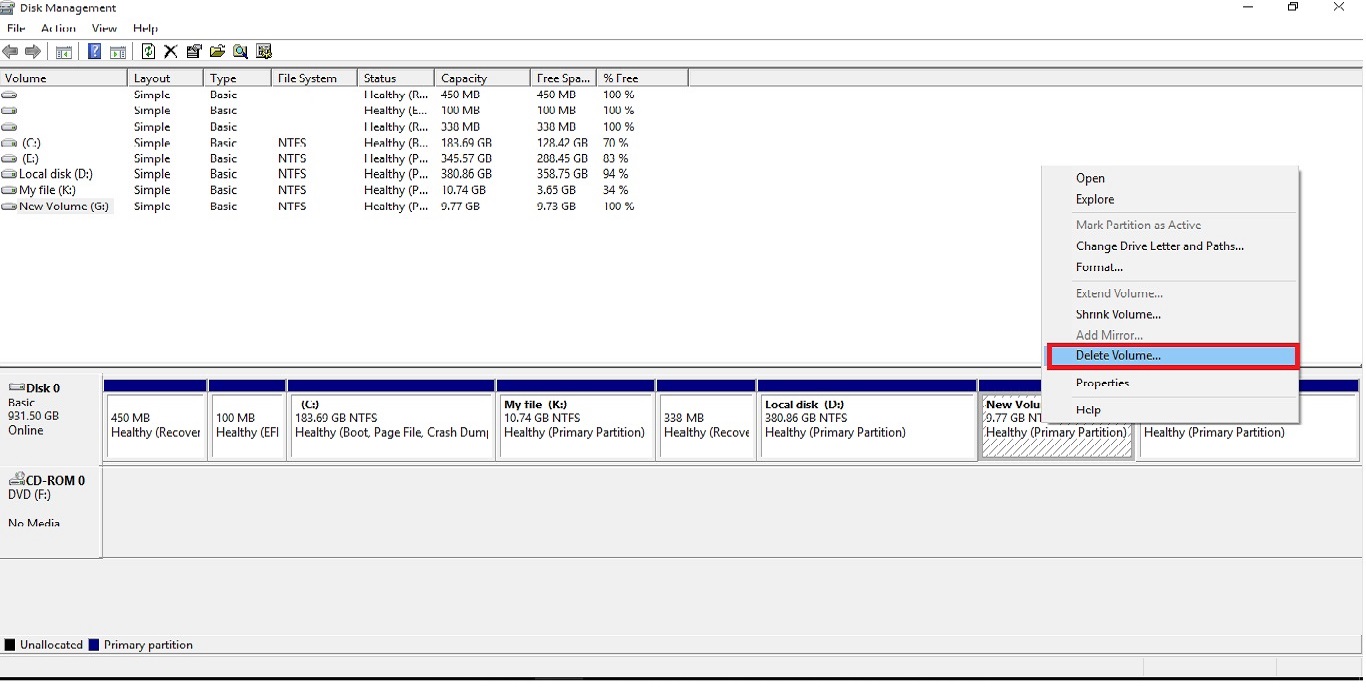 Disk Management
File Action View Help
Volume Layout Type File System Status Capacity Free Spa... % Free
Simple Basic Healthy (R... 450 MB 450 MB 100 %
Simple Basic Healthy (E... 100 MB 100 MB 100 %
Simple Basic Healthy (R... 338 MB 338 MB 100 %
(C:) Simple Basic NTFS Healthy (B... 183.69 GB 128.42 GB 70 %
(E:) Simple Basic NTFS Healthy (P... 345.57 GB 288.45 GB 83 %
Local disk (D:) Simple Basic NTFS Healthy (P... 380.86 GB 358.75 GB 94 %
My file (K:) Simple Basic NTFS Healthy (P... 10.74 GB 3.65 GB 34 %
New Volume (G:) Simple Basic NTFS Healthy (P... 9.77 GB 9.73 GB 100 %
Open
Explore
Mark Partition as Active
Change Drive Letter and Paths...
Format...
Extend Volume...
Shrink Volume...
Add Mirror...
Delete Volume...
Properties
Help
Disk 0
Basic
931.50 GB
Online
450 MB
Healthy (Recover
100 MB
Healthy (EFI
(C:)
183.69 GB NTFS
Healthy (Boot, Page File, Crash Dump
My file (K:)
10.74 GB NTFS
Healthy (Primary Partition)
338 MB
Healthy (Recove
Local disk (D:)
380.86 GB NTFS
Healthy (Primary Partition)
New Volu
9.77 GB NT
Healthy (Primary Partition)
Healthy (Primary Partition)
CD-ROM 0
DVD (F:)
No Media
Unallocated Primary partition